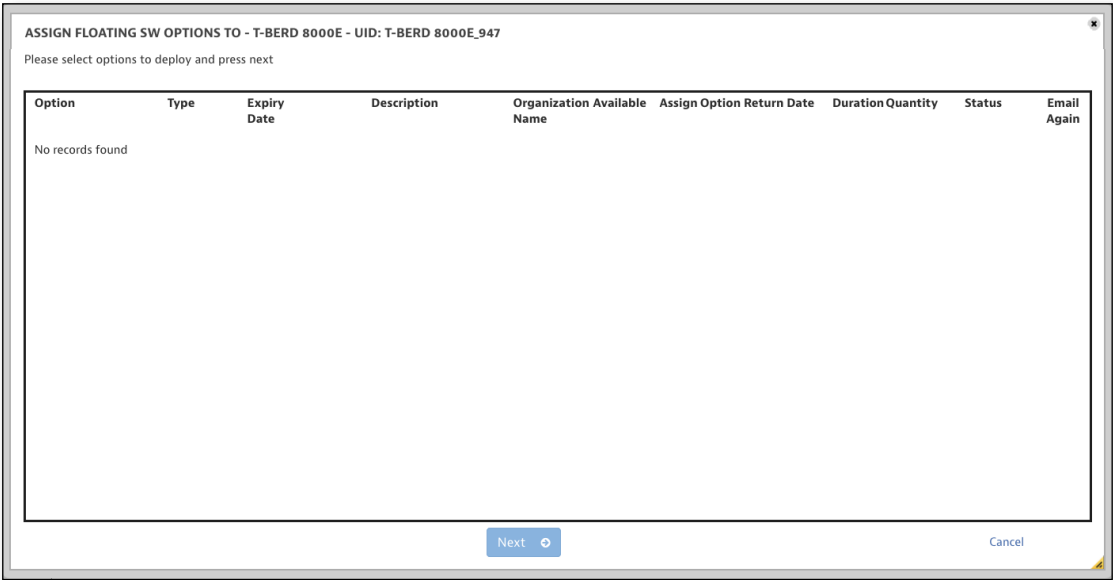 ASSIGN FLOATING SW OPTIONS TO - T-BERD 8000E - UID: T-BERD 8000E_947
Please select options to deploy and press next
Option Type Expiry Date Description Organization Name Available Assign Option Return Date Duration Quantity Status Email Again
No records found
Next
Cancel